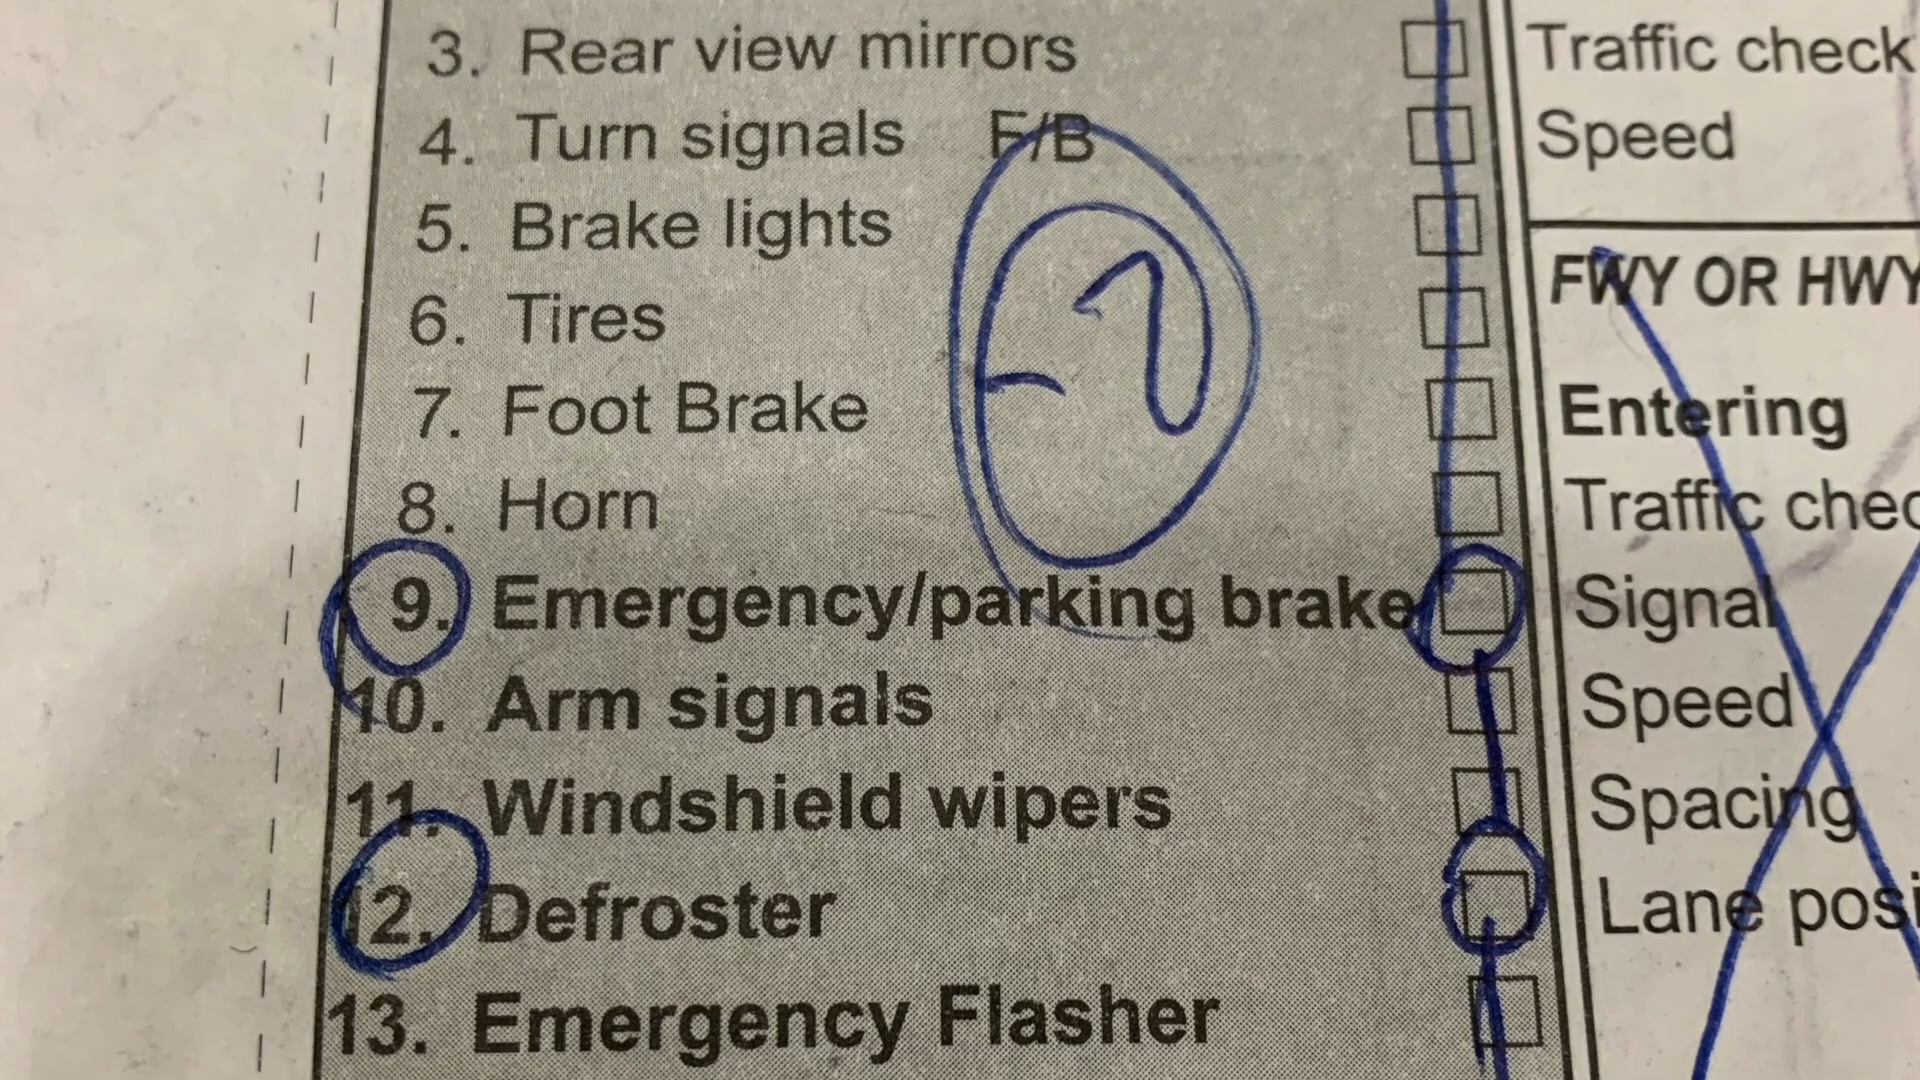 3. Rear view mirrors
4. Turn signals F/B
5. Brake lights
6. Tires
7. Foot Brake
8. Horn
9. Emergency/parking brake
10. Arm signals
11. Windshield wipers
12. Defroster
13. Emergency Flasher
Traffic check
Speed
FWY OR HWY
Entering
Traffic chec
Signal
Speed
Spacing
Lane posi